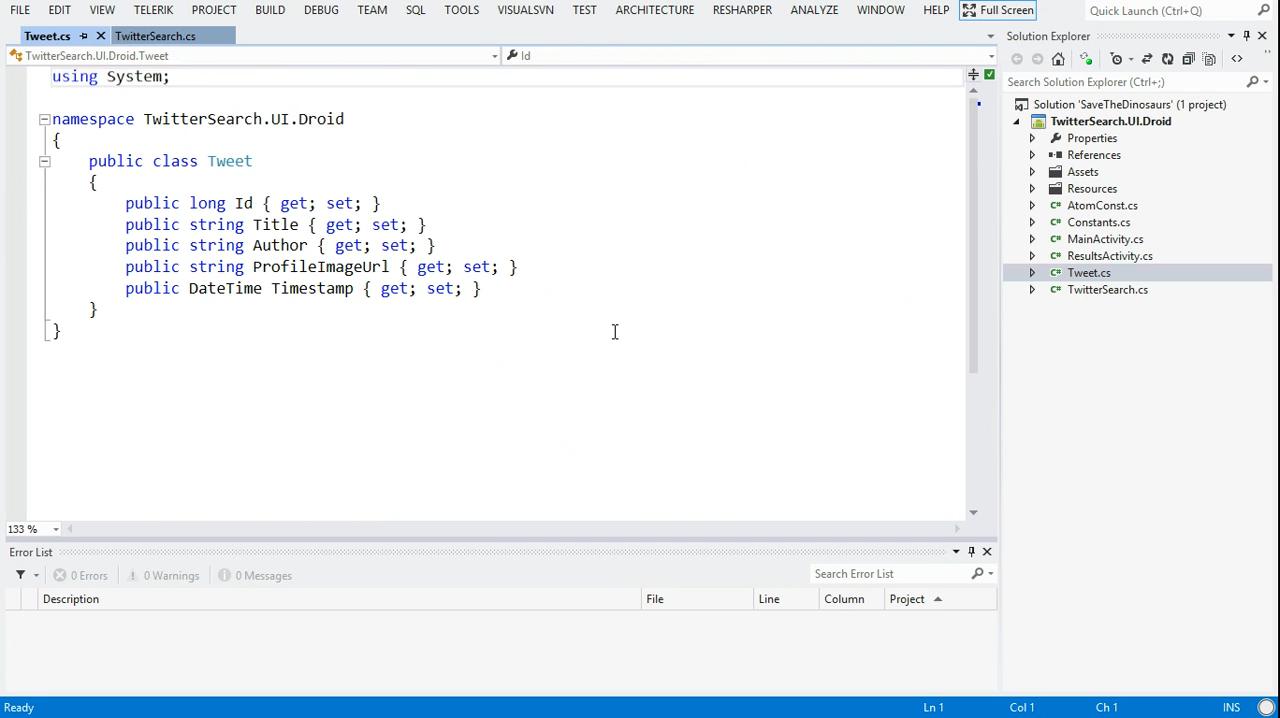 FILE EDIT VIEW TELERIK PROJECT BUILD DEBUG TEAM SQL TOOLS VISUALSVN TEST ARCHITECTURE RESHARPER ANALYZE WINDOW HELP Full Screen Quick Launch (Ctrl+Q)
Tweet.cs TwitterSearch.cs
TwitterSearch.UI.Droid.Tweet Id
using System;
namespace TwitterSearch.UI.Droid
{
public class Tweet
{
public long Id { get; set; }
public string Title { get; set; }
public string Author { get; set; }
public string ProfileImageUrl { get; set; }
public DateTime Timestamp { get; set; }
}
}
133 %
Error List
0 Errors 0 Warnings 0 Messages Search Error List
Description File Line Column Project
Solution Explorer
Search Solution Explorer (Ctrl+;)
Solution 'SaveTheDinosaurs' (1 project)
TwitterSearch.UI.Droid
Properties
References
Assets
Resources
AtomConst.cs
Constants.cs
MainActivity.cs
ResultsActivity.cs
Tweet.cs
TwitterSearch.cs
Ready Ln 1 Col 1 Ch 1 INS